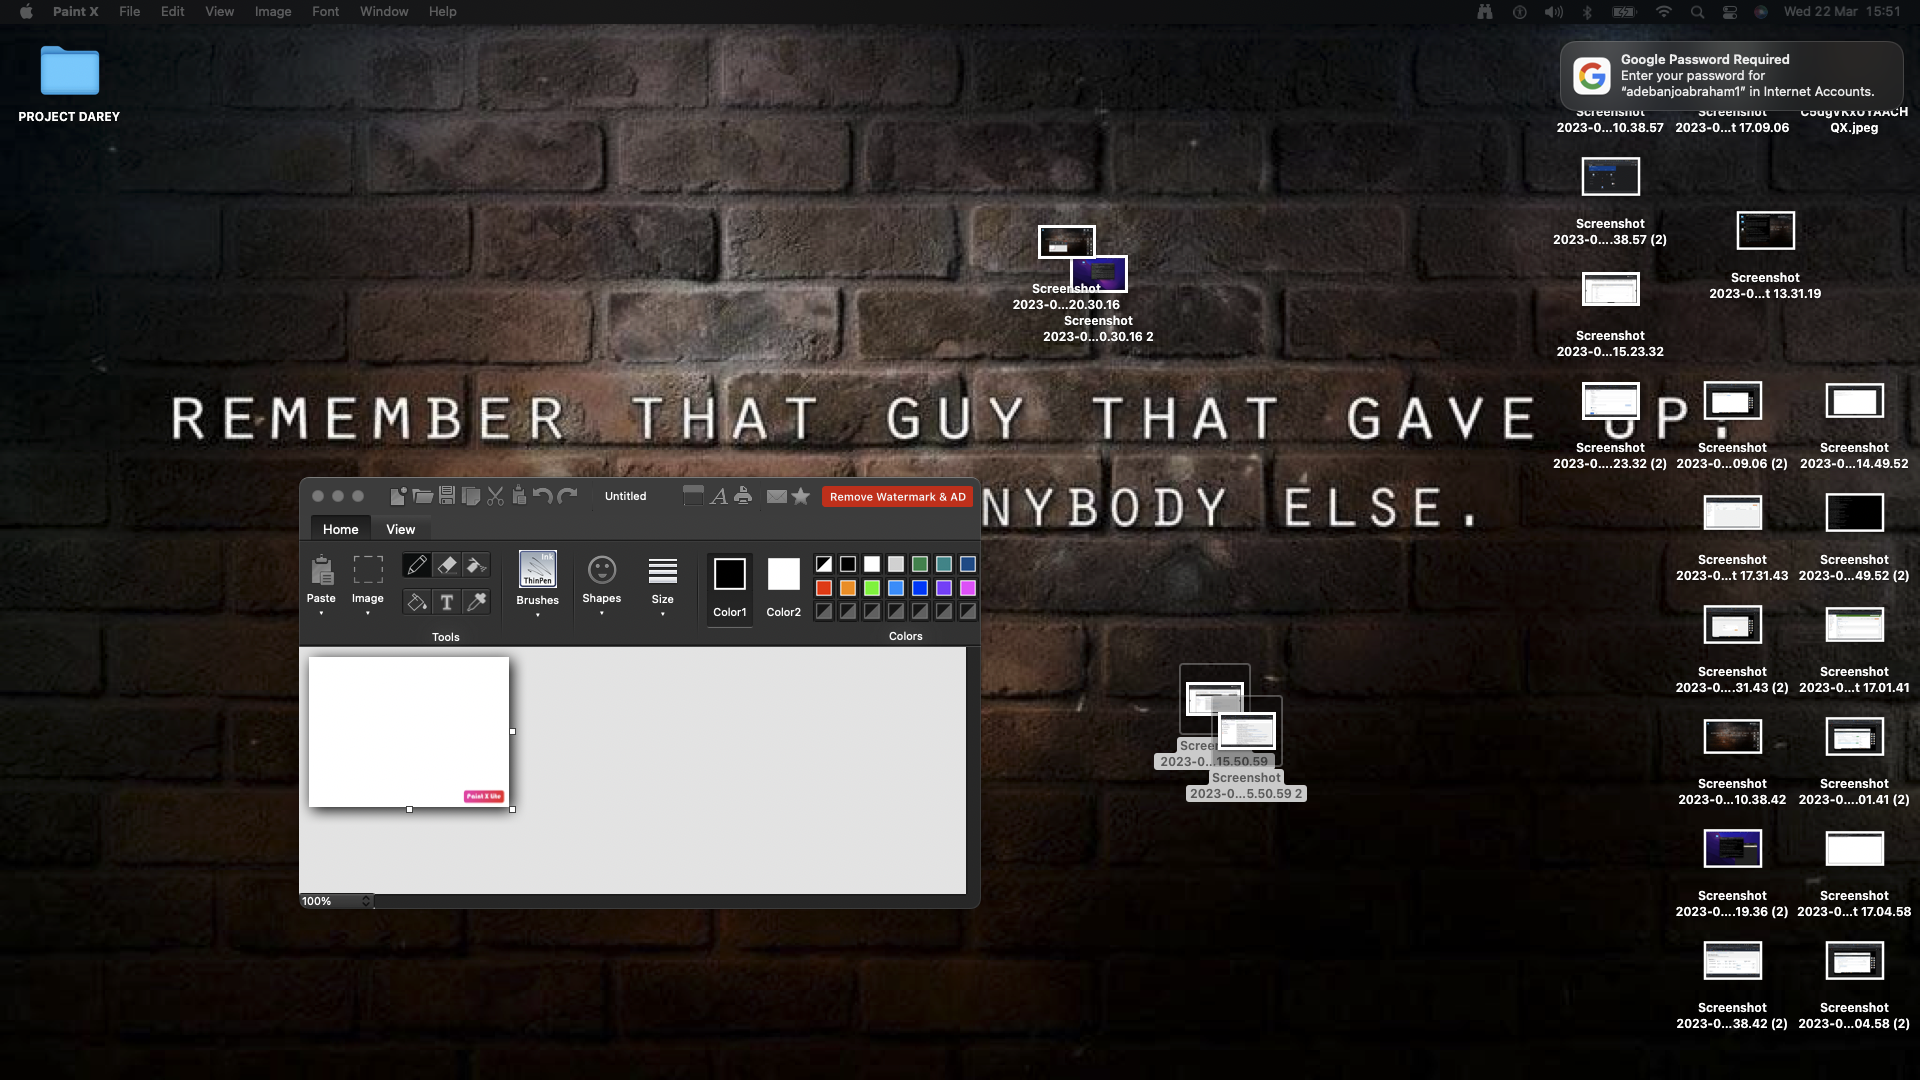 Paint X File Edit View Image Font Window Help
Wed 22 Mar 15:51
PROJECT DAREY
Google Password Required
Enter your password for
“adebanjoabraham1” in Internet Accounts.
Screenshot
2023-0...10.38.57
Screenshot
2023-0...t 17.09.06
QX.jpeg
Screenshot
2023-0....38.57 (2)
Screenshot
2023-0...t 13.31.19
Screenshot
2023-0...20.30.16
Screenshot
2023-0...0.30.16 2
Screenshot
2023-0...15.23.32
REMEMBER THAT GUY THAT GAVE UP?
NYBODY ELSE.
Screenshot
2023-0....23.32 (2)
Screenshot
2023-0...09.06 (2)
Screenshot
2023-0...14.49.52
Untitled
Remove Watermark & AD
Home View
Ink
ThinPen
Paste
Image
Brushes
Shapes
Size
Color1
Color2
Tools
Colors
Paint X lite
100%
Screenshot
2023-0...t 17.31.43
Screenshot
2023-0...49.52 (2)
Screenshot
2023-0....31.43 (2)
Screenshot
2023-0...t 17.01.41
Screen
2023-0...15.50.59
Screenshot
2023-0...5.50.59 2
Screenshot
2023-0...10.38.42
Screenshot
2023-0....01.41 (2)
Screenshot
2023-0....19.36 (2)
Screenshot
2023-0...t 17.04.58
Screenshot
2023-0...38.42 (2)
Screenshot
2023-0...04.58 (2)